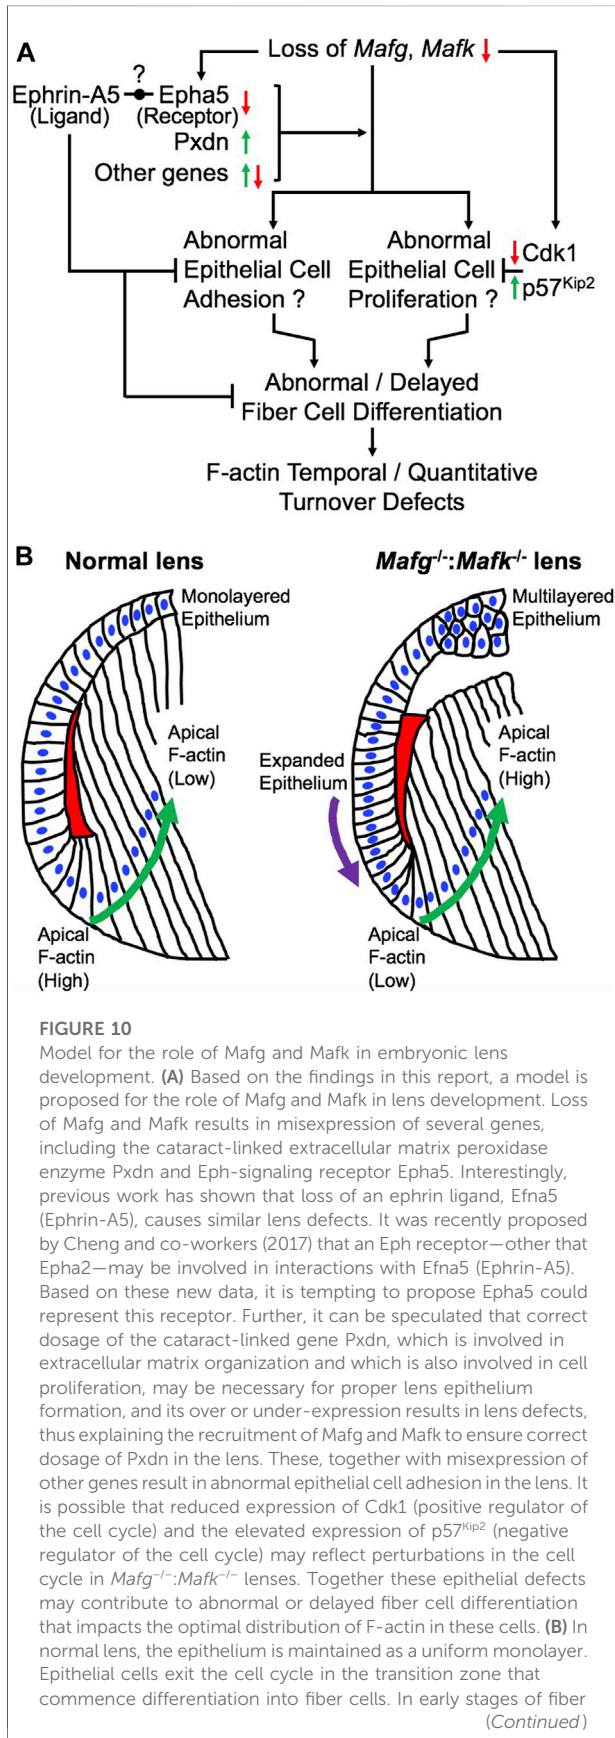 A
Loss of Mafg, Mafk
?
Ephrin-A5
(Ligand)
Epha5
(Receptor)
Pxdn
Other genes
Abnormal
Epithelial Cell
Adhesion ?
Abnormal
Epithelial Cell
Proliferation ?
Cdk1
p57Kip2
Abnormal / Delayed
Fiber Cell Differentiation
F-actin Temporal / Quantitative
Turnover Defects
B
Normal lens
Monolayered
Epithelium
Apical
F-actin
(Low)
Apical
F-actin
(High)
Mafg-/-:Mafk-/- lens
Multilayered
Epithelium
Expanded
Epithelium
Apical
F-actin
(High)
Apical
F-actin
(Low)
FIGURE 10
Model for the role of Mafg and Mafk in embryonic lens
development. (A) Based on the findings in this report, a model is
proposed for the role of Mafg and Mafk in lens development. Loss
of Mafg and Mafk results in misexpression of several genes,
including the cataract-linked extracellular matrix peroxidase
enzyme Pxdn and Eph-signaling receptor Epha5. Interestingly,
previous work has shown that loss of an ephrin ligand, Efna5
(Ephrin-A5), causes similar lens defects. It was recently proposed
by Cheng and co-workers (2017) that an Eph receptor—other that
Epha2—may be involved in interactions with Efna5 (Ephrin-A5).
Based on these new data, it is tempting to propose Epha5 could
represent this receptor. Further, it can be speculated that correct
dosage of the cataract-linked gene Pxdn, which is involved in
extracellular matrix organization and which is also involved in cell
proliferation, may be necessary for proper lens epithelium
formation, and its over or under-expression results in lens defects,
thus explaining the recruitment of Mafg and Mafk to ensure correct
dosage of Pxdn in the lens. These, together with misexpression of
other genes result in abnormal epithelial cell adhesion in the lens. It
is possible that reduced expression of Cdk1 (positive regulator of
the cell cycle) and the elevated expression of p57Kip2 (negative
regulator of the cell cycle) may reflect perturbations in the cell
cycle in Mafg−/−:Mafk−/− lenses. Together these epithelial defects
may contribute to abnormal or delayed fiber cell differentiation
that impacts the optimal distribution of F-actin in these cells. (B) In
normal lens, the epithelium is maintained as a uniform monolayer.
Epithelial cells exit the cell cycle in the transition zone that
commence differentiation into fiber cells. In early stages of fiber
(Continued)